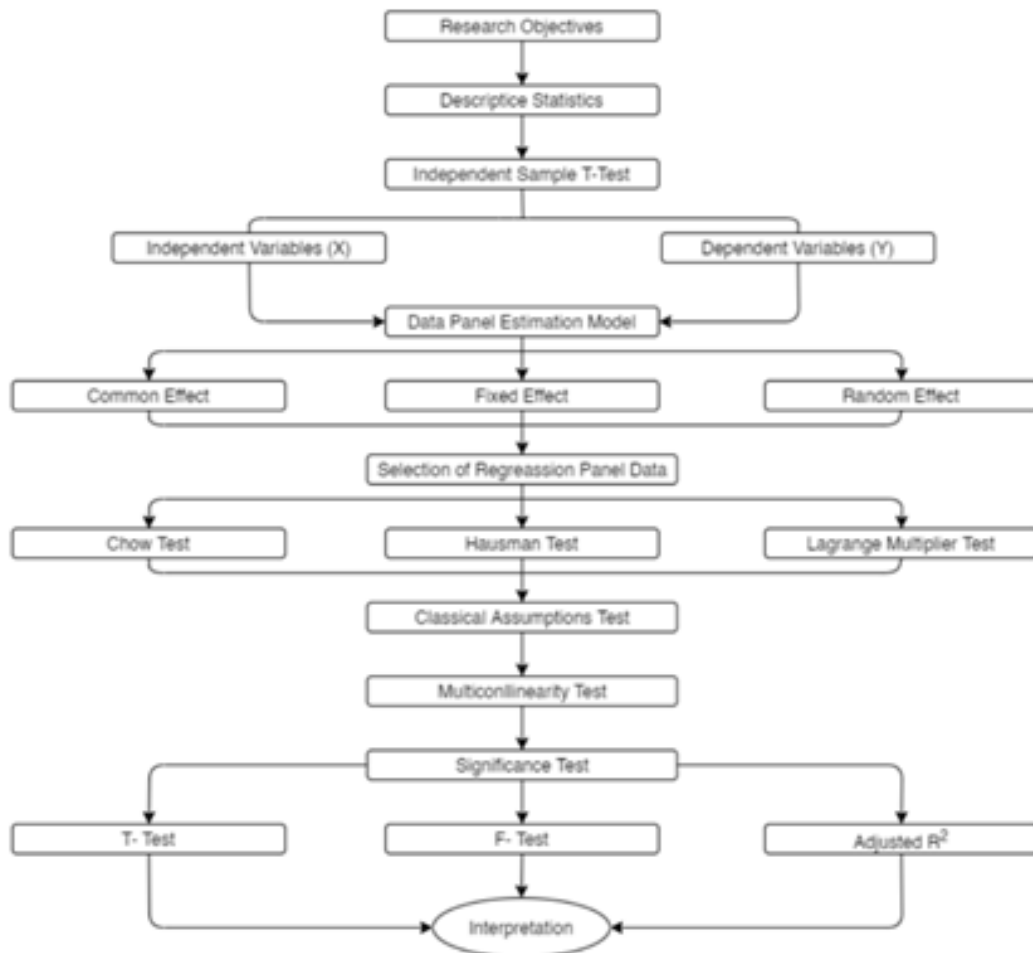 Research Objectives
Descriptice Statistics
Independent Sample T-Test
Independent Variables (X)
Dependent Variables (Y)
Data Panel Estimation Model
Common Effect
Fixed Effect
Random Effect
Selection of Regreassion Panel Data
Chow Test
Hausman Test
Lagrange Multiplier Test
Classical Assumptions Test
Multiconllinearity Test
Significance Test
T- Test
F- Test
Adjusted R²
Interpretation